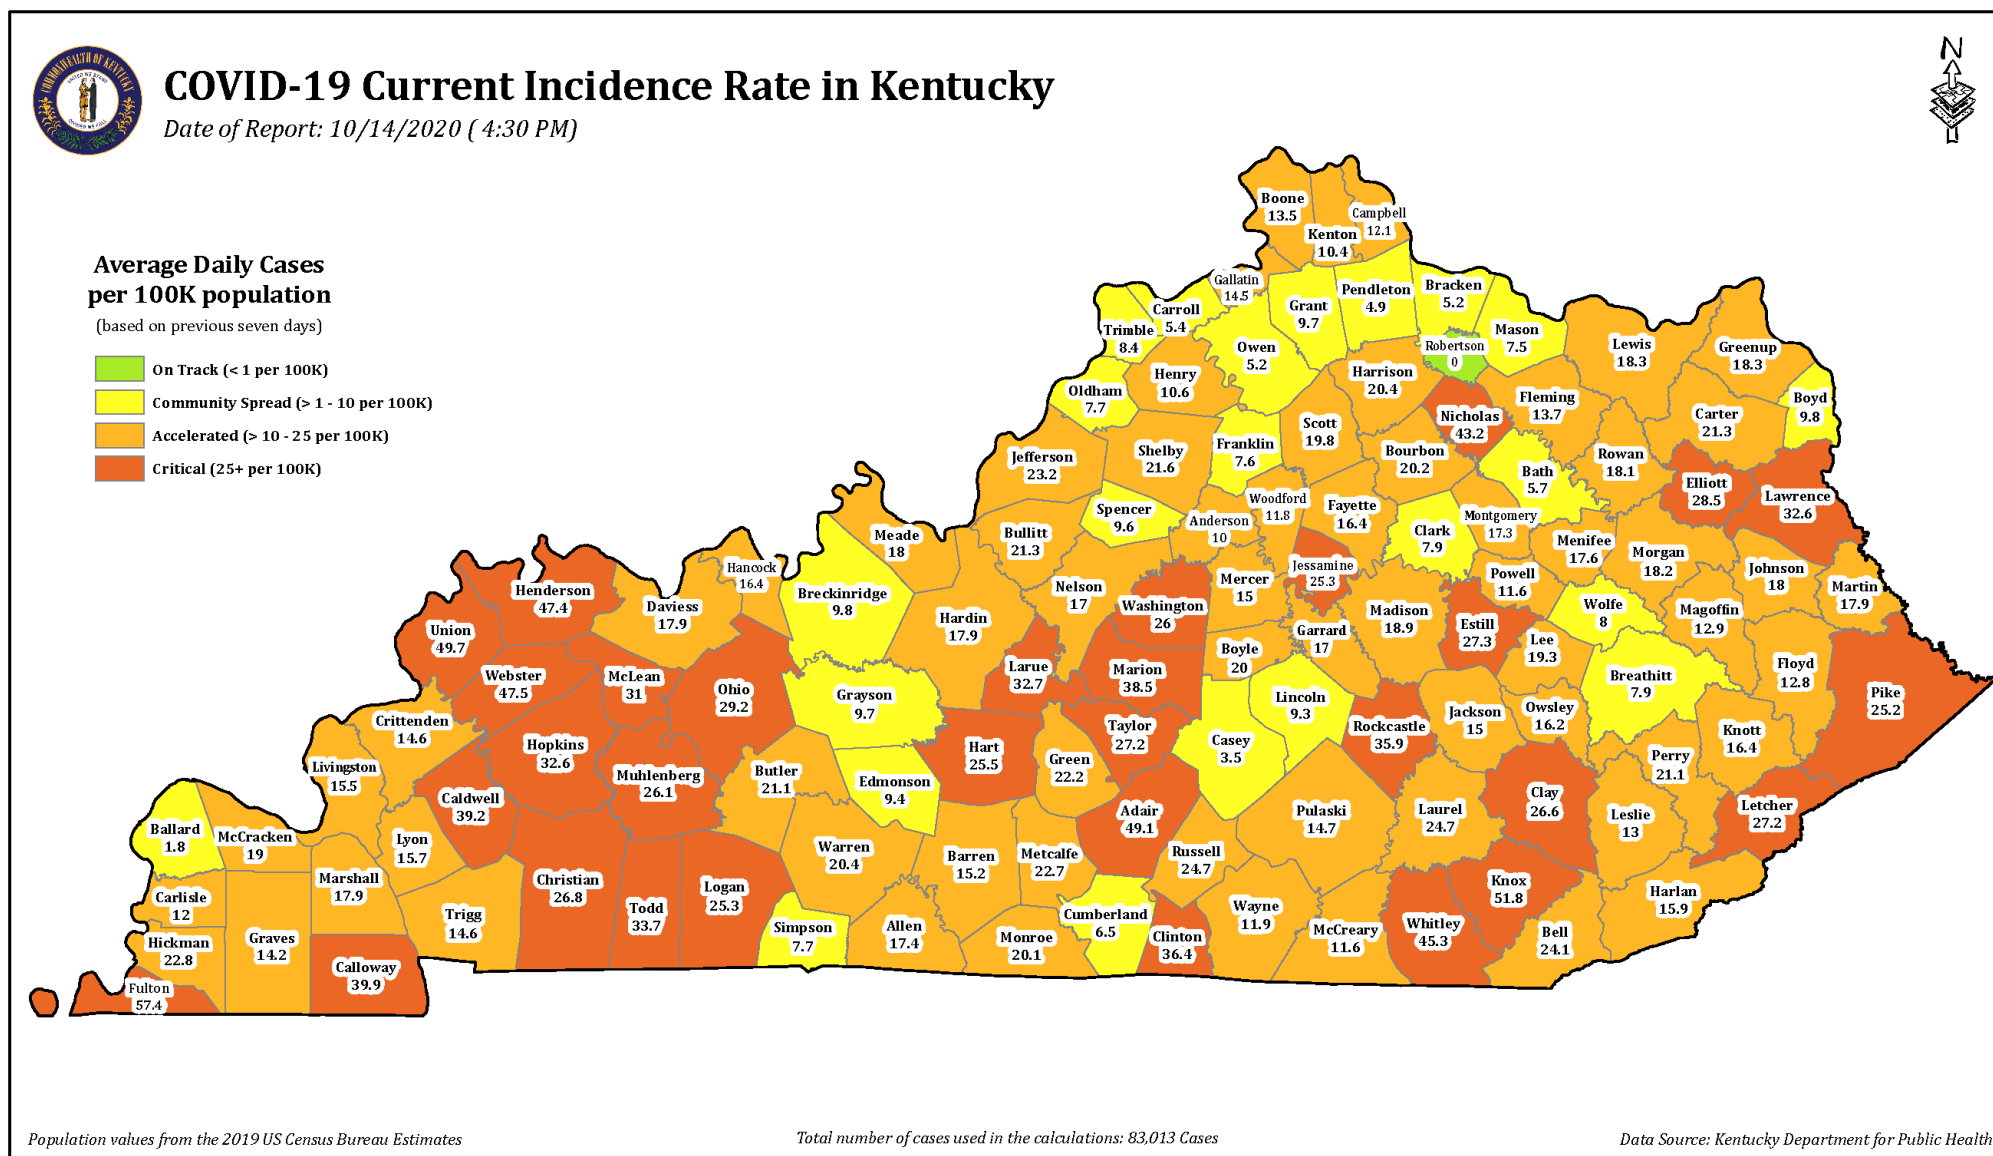 COVID-19 Current Incidence Rate in Kentucky
Date of Report: 10/14/2020 ( 4:30 PM)
N
COMMONWEALTH OF KENTUCKY
UNITED WE STAND
DIVIDED WE FALL
Average Daily Cases
per 100K population
(based on previous seven days)
On Track (< 1 per 100K)
Community Spread (> 1 - 10 per 100K)
Accelerated (> 10 - 25 per 100K)
Critical (25+ per 100K)
Boone
13.5
Campbell
12.1
Kenton
10.4
Gallatin
14.5
Carroll
5.4
Trimble
8.4
Grant
9.7
Pendleton
4.9
Bracken
5.2
Mason
7.5
Robertson
0
Owen
5.2
Henry
10.6
Oldham
7.7
Harrison
20.4
Lewis
18.3
Greenup
18.3
Boyd
9.8
Carter
21.3
Fleming
13.7
Nicholas
43.2
Scott
19.8
Franklin
7.6
Shelby
21.6
Jefferson
23.2
Bourbon
20.2
Bath
5.7
Rowan
18.1
Elliott
28.5
Lawrence
32.6
Spencer
9.6
Anderson
10
Woodford
11.8
Fayette
16.4
Clark
7.9
Montgomery
17.3
Menifee
17.6
Morgan
18.2
Johnson
18
Martin
17.9
Bullitt
21.3
Meade
18
Hancock
16.4
Breckinridge
9.8
Daviess
17.9
Henderson
47.4
Union
49.7
Webster
47.5
McLean
31
Ohio
29.2
Grayson
9.7
Hardin
17.9
Nelson
17
Washington
26
Mercer
15
Jessamine
25.3
Madison
18.9
Estill
27.3
Powell
11.6
Wolfe
8
Magoffin
12.9
Lee
19.3
Garrard
17
Boyle
20
Marion
38.5
Larue
32.7
Lincoln
9.3
Rockcastle
35.9
Jackson
15
Owsley
16.2
Breathitt
7.9
Floyd
12.8
Pike
25.2
Knott
16.4
Perry
21.1
Letcher
27.2
Leslie
13
Clay
26.6
Laurel
24.7
Pulaski
14.7
Casey
3.5
Taylor
27.2
Green
22.2
Hart
25.5
Adair
49.1
Russell
24.7
Metcalfe
22.7
Barren
15.2
Edmonson
9.4
Butler
21.1
Warren
20.4
Muhlenberg
26.1
Hopkins
32.6
Crittenden
14.6
Livingston
15.5
Caldwell
39.2
Lyon
15.7
Ballard
1.8
McCracken
19
Marshall
17.9
Carlisle
12
Hickman
22.8
Graves
14.2
Fulton
57.4
Calloway
39.9
Trigg
14.6
Christian
26.8
Todd
33.7
Logan
25.3
Simpson
7.7
Allen
17.4
Monroe
20.1
Cumberland
6.5
Clinton
36.4
Wayne
11.9
McCreary
11.6
Whitley
45.3
Knox
51.8
Bell
24.1
Harlan
15.9
Population values from the 2019 US Census Bureau Estimates
Total number of cases used in the calculations: 83,013 Cases
Data Source: Kentucky Department for Public Health